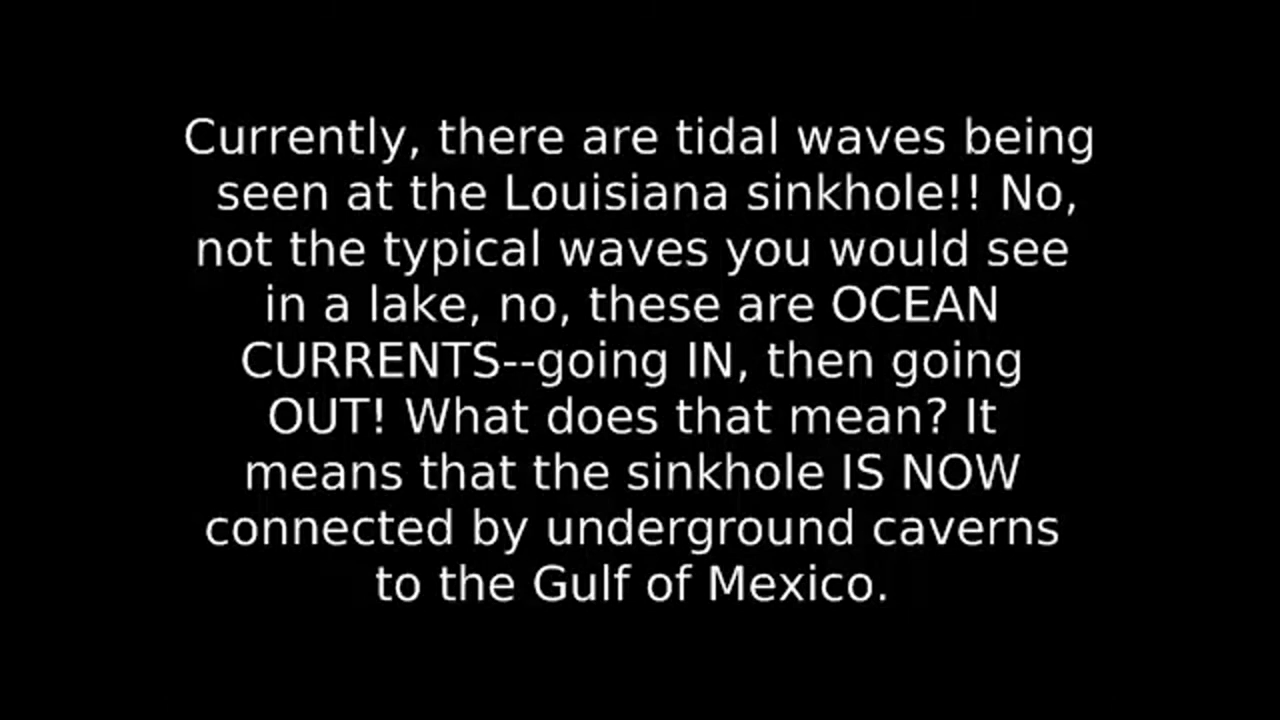 Currently, there are tidal waves being
seen at the Louisiana sinkhole!! No,
not the typical waves you would see
in a lake, no, these are OCEAN
CURRENTS--going IN, then going
OUT! What does that mean? It
means that the sinkhole IS NOW
connected by underground caverns
to the Gulf of Mexico.